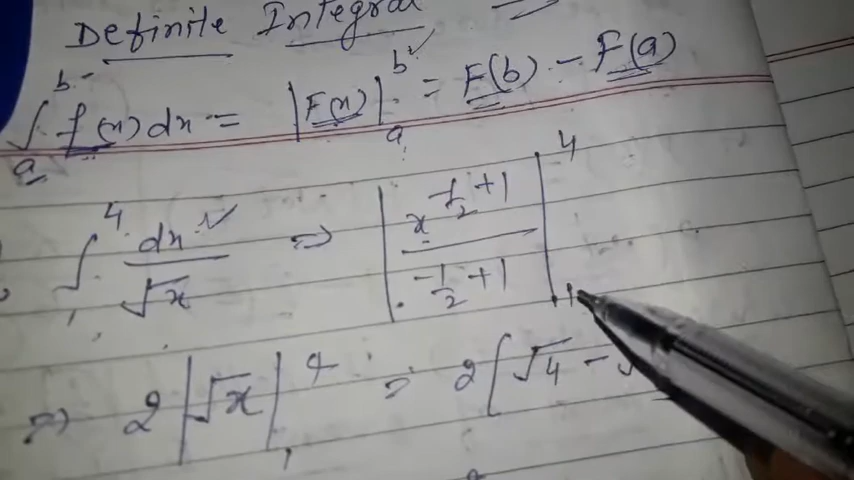 Definite Integral
∫ₐᵇ f(x)dx = |F(x)|ₐᵇ = F(b) - F(a)
∫₁⁴ dx/√x ⇒ |x^(-1/2+1)/(-1/2+1)|₁⁴
⇒ 2|√x|₁⁴ = 2[√4 - √